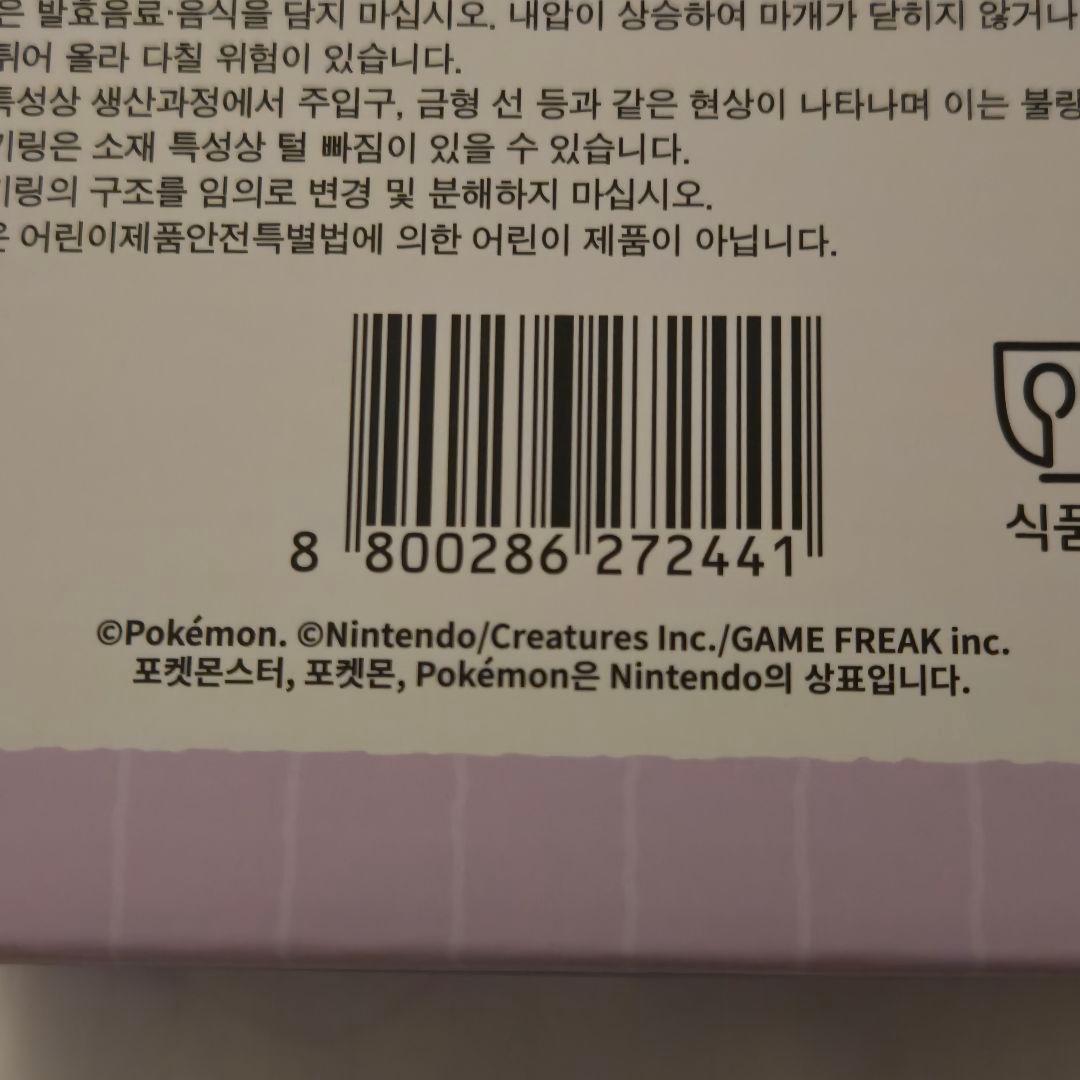 은 발효음료·음식을 담지 마십시오. 내압이 상승하여 마개가 닫히지 않거나
튀어 올라 다칠 위험이 있습니다.
특성상 생산과정에서 주입구, 금형 선 등과 같은 현상이 나타나며 이는 불량
키링은 소재 특성상 털 빠짐이 있을 수 있습니다.
키링의 구조를 임의로 변경 및 분해하지 마십시오.
은 어린이제품안전특별법에 의한 어린이 제품이 아닙니다.
8 800286 272441
식품
©Pokémon. ©Nintendo/Creatures Inc./GAME FREAK inc.
포켓몬스터, 포켓몬, Pokémon은 Nintendo의 상표입니다.